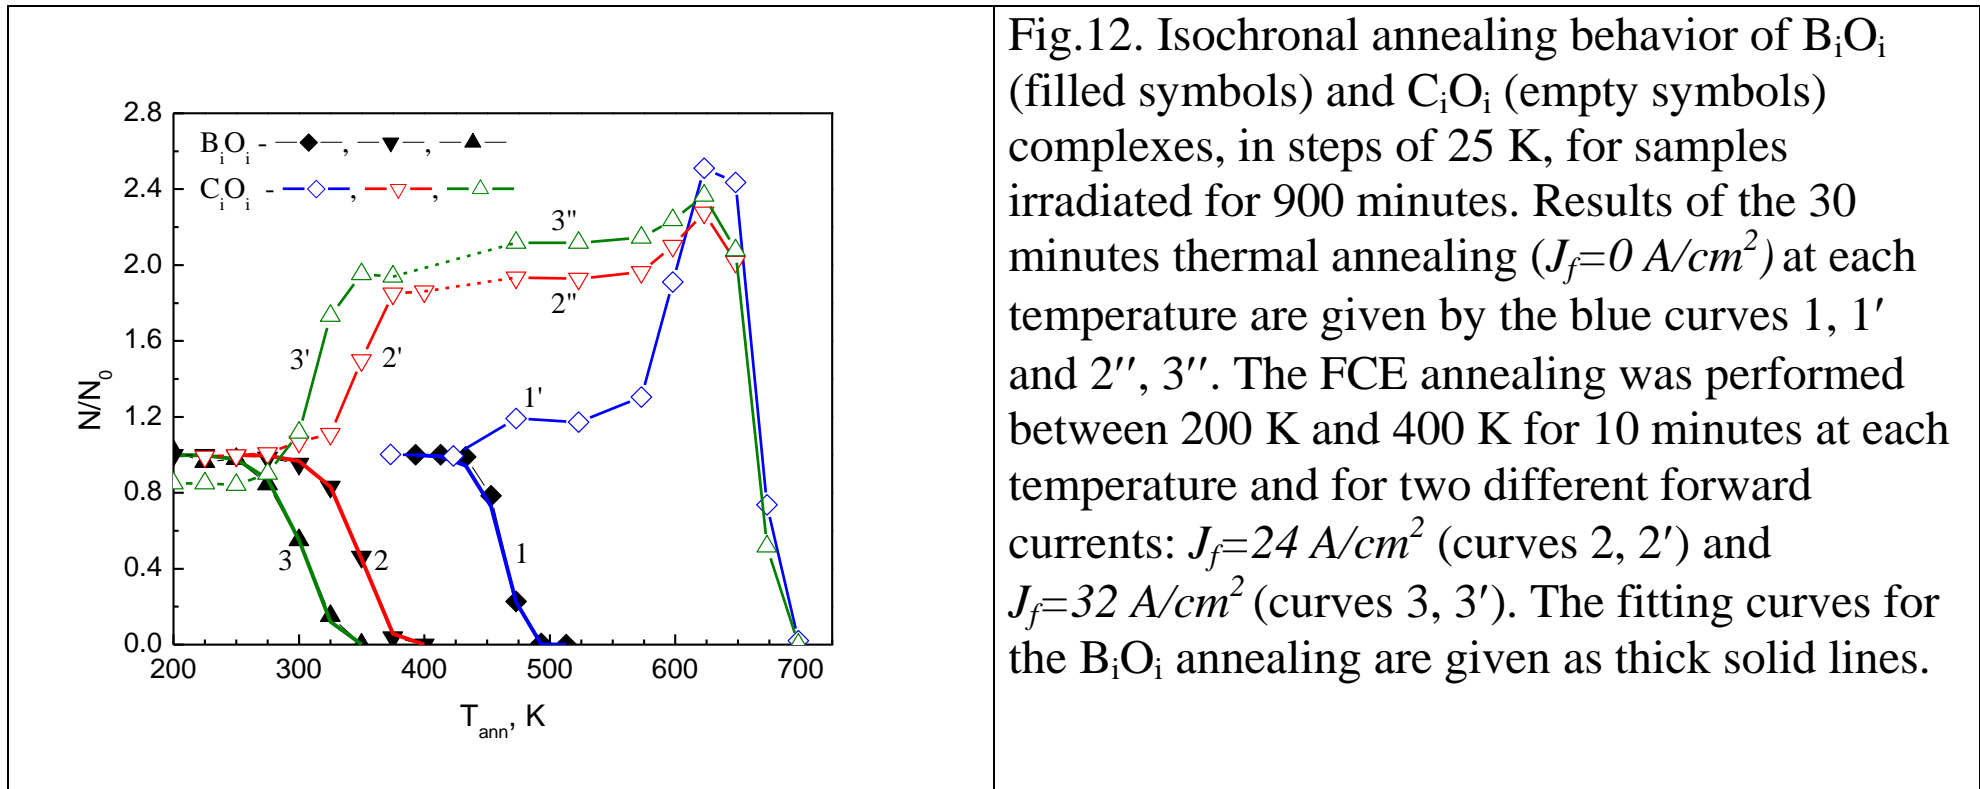 2.8
2.4
2.0
1.6
1.2
0.8
0.4
0.0
N/N₀
BᵢOᵢ - , ,
CᵢOᵢ - , ,
3''
2''
3'
2'
1'
3
2
1
200 300 400 500 600 700
Tₐₙₙ, K
Fig.12. Isochronal annealing behavior of BᵢOᵢ
(filled symbols) and CᵢOᵢ (empty symbols)
complexes, in steps of 25 K, for samples
irradiated for 900 minutes. Results of the 30
minutes thermal annealing (J_f=0 A/cm²) at each
temperature are given by the blue curves 1, 1′
and 2′′, 3′′. The FCE annealing was performed
between 200 K and 400 K for 10 minutes at each
temperature and for two different forward
currents: J_f=24 A/cm² (curves 2, 2′) and
J_f=32 A/cm² (curves 3, 3′). The fitting curves for
the BᵢOᵢ annealing are given as thick solid lines.